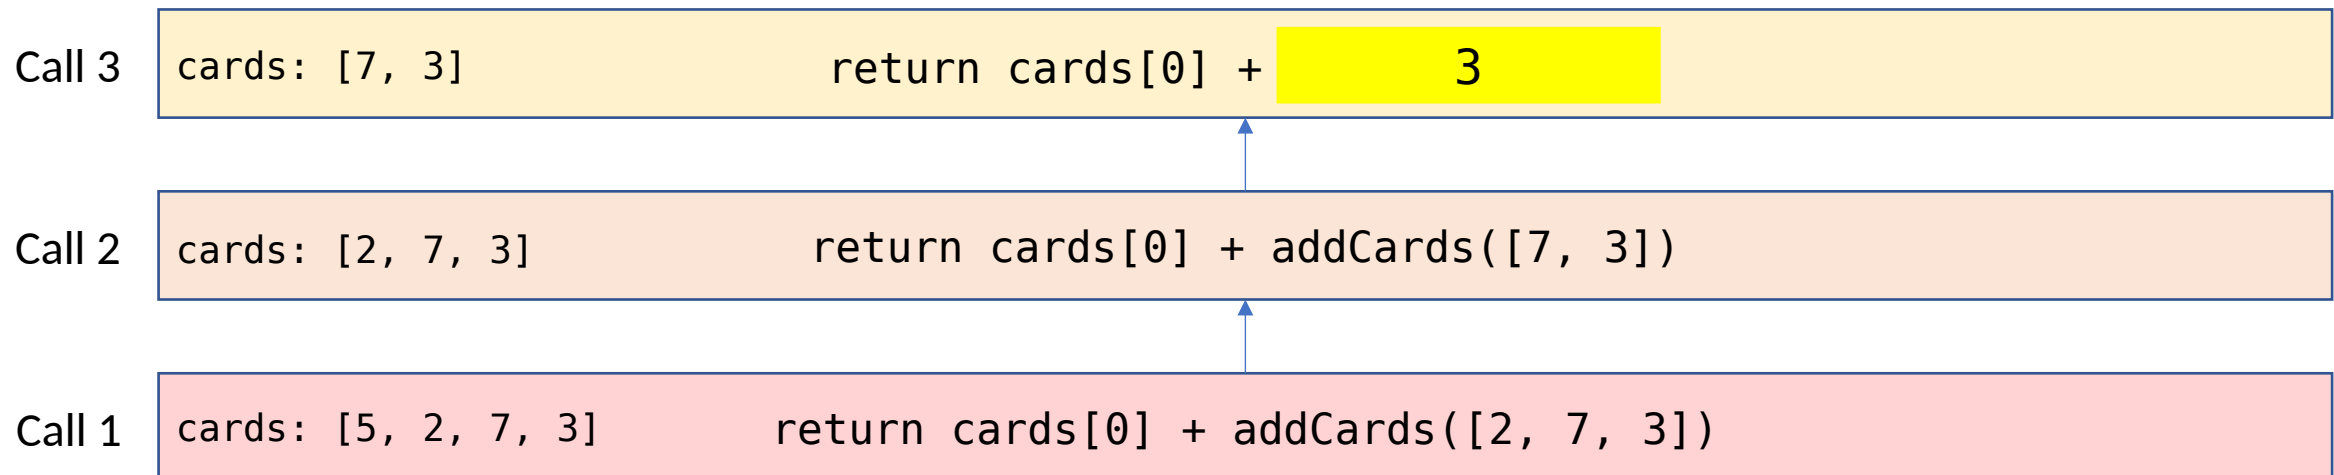 Call 3 cards: [7, 3] return cards[0] + 3
Call 2 cards: [2, 7, 3] return cards[0] + addCards([7, 3])
Call 1 cards: [5, 2, 7, 3] return cards[0] + addCards([2, 7, 3])